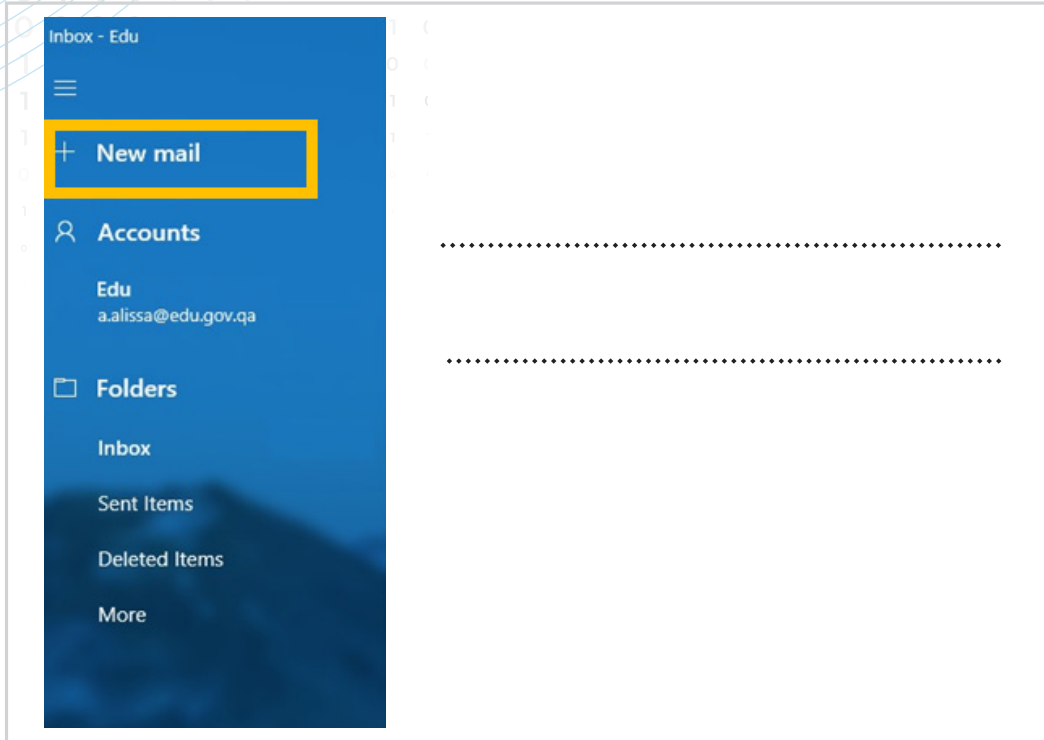 Inbox - Edu
New mail
Accounts
Edu
a.alissa@edu.gov.qa
Folders
Inbox
Sent Items
Deleted Items
More